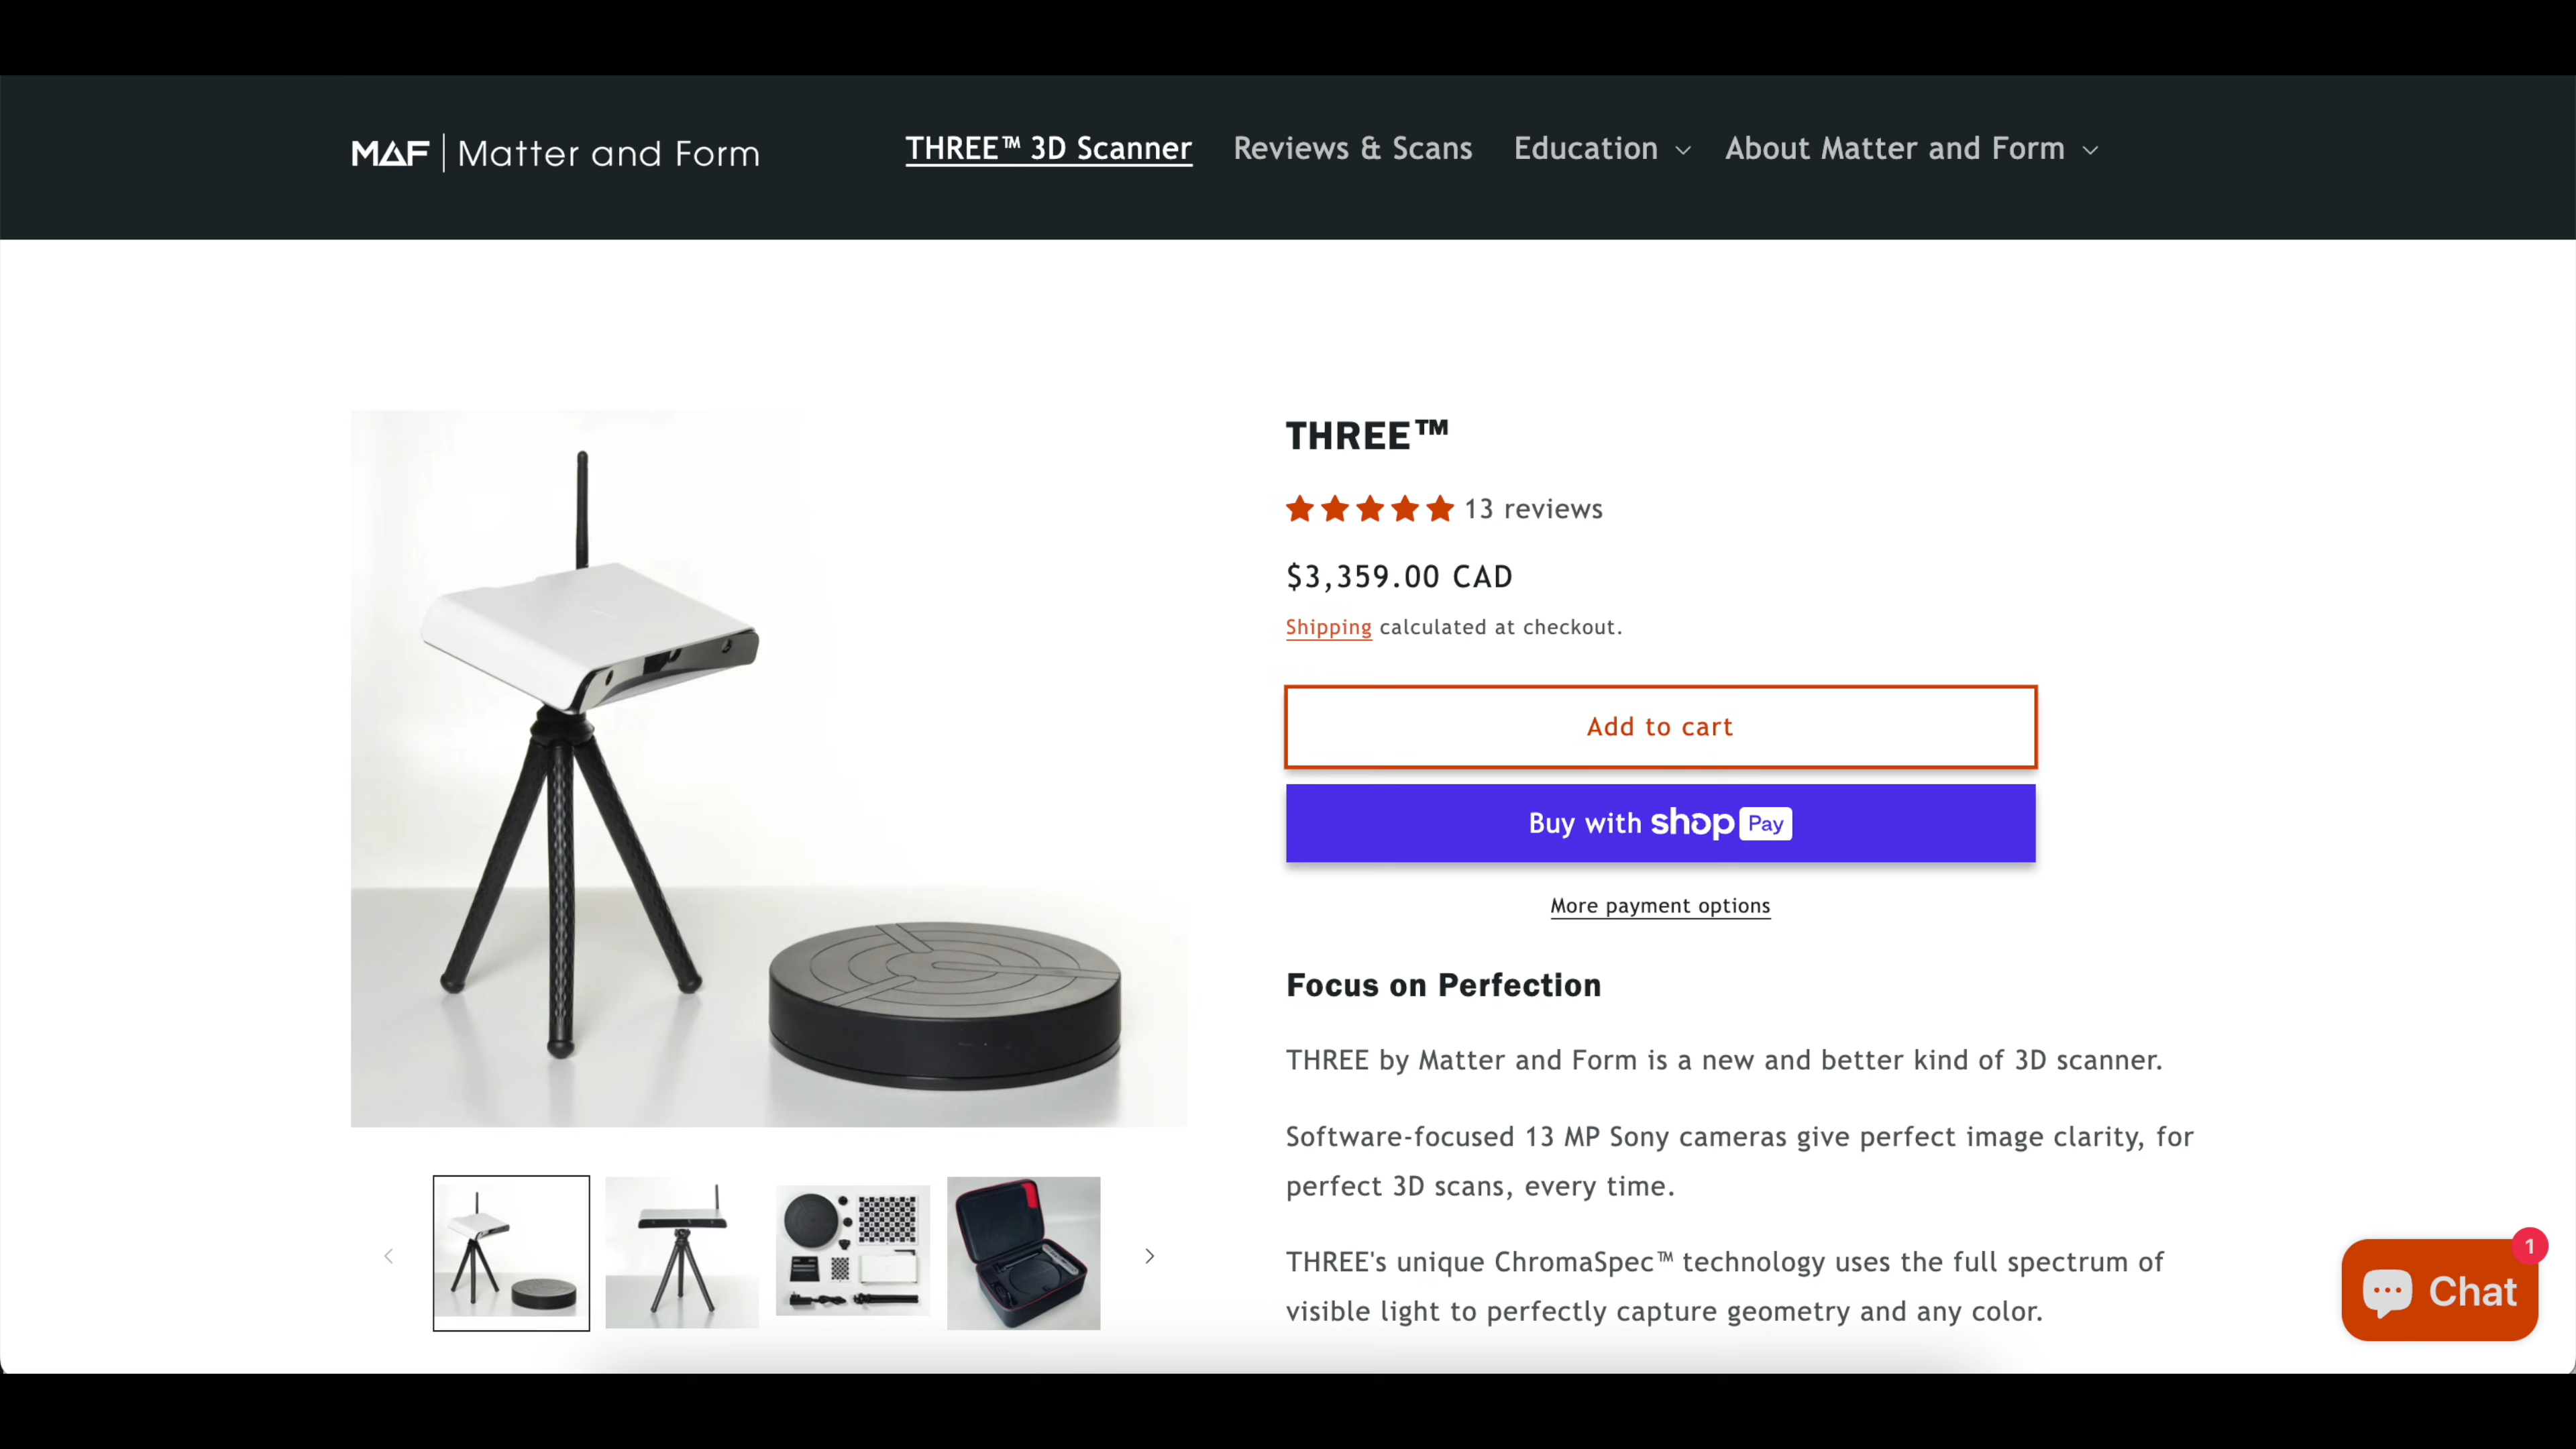 MAF | Matter and Form
THREE™ 3D Scanner
Reviews & Scans
Education
About Matter and Form
THREE™
13 reviews
$3,359.00 CAD
Shipping calculated at checkout.
Add to cart
Buy with shop Pay
More payment options
Focus on Perfection
THREE by Matter and Form is a new and better kind of 3D scanner.
Software-focused 13 MP Sony cameras give perfect image clarity, for
perfect 3D scans, every time.
THREE's unique ChromaSpec™ technology uses the full spectrum of
visible light to perfectly capture geometry and any color.
1
Chat